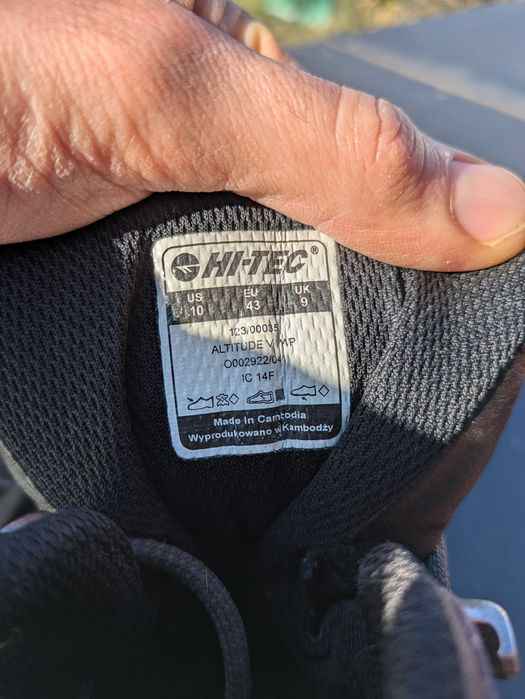 HI-TEC®
US EU UK
10 43 9
123/00035
ALTITUDE V MP
O002922/041
IC 14F
Made in Cambodia
Wyprodukowano w Kambodży